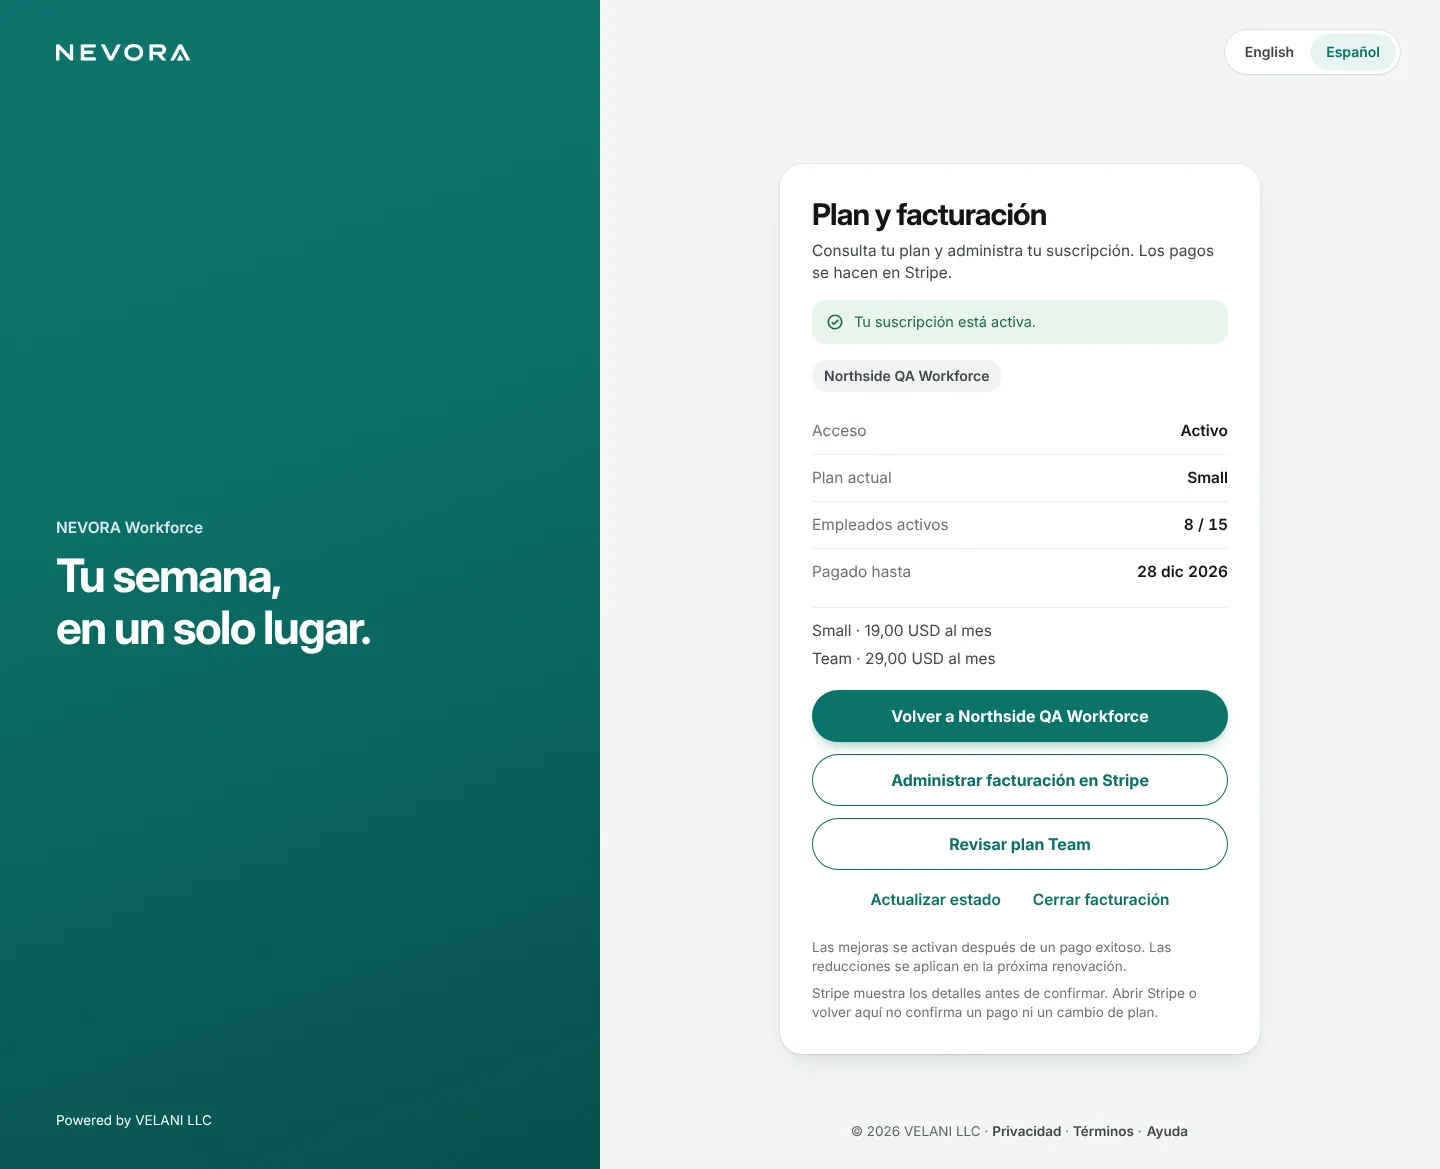 NEVORA
English
Español
Plan y facturación
Consulta tu plan y administra tu suscripción. Los pagos
se hacen en Stripe.
Tu suscripción está activa.
Northside QA Workforce
Acceso Activo
Plan actual Small
Empleados activos 8 / 15
Pagado hasta 28 dic 2026
Small · 19,00 USD al mes
Team · 29,00 USD al mes
Volver a Northside QA Workforce
Administrar facturación en Stripe
Revisar plan Team
Actualizar estado Cerrar facturación
Las mejoras se activan después de un pago exitoso. Las
reducciones se aplican en la próxima renovación.
Stripe muestra los detalles antes de confirmar. Abrir Stripe o
volver aquí no confirma un pago ni un cambio de plan.
NEVORA Workforce
Tu semana,
en un solo lugar.
Powered by VELANI LLC
© 2026 VELANI LLC · Privacidad · Términos · Ayuda